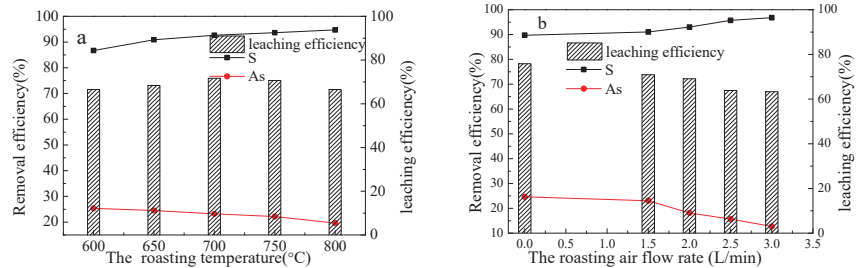 a
leaching efficiency
S
As
Removal efficiency(%)
100
90
80
70
60
50
40
30
20
100
80
60
40
20
0
leaching efficiency(%)
600 650 700 750 800
The roasting temperature(°C)
b
leaching efficiency
S
As
Removal efficiency(%)
100
90
80
70
60
50
40
30
20
10
100
80
60
40
20
0
leaching efficiency(%)
0.0 0.5 1.0 1.5 2.0 2.5 3.0 3.5
The roasting air flow rate (L/min)